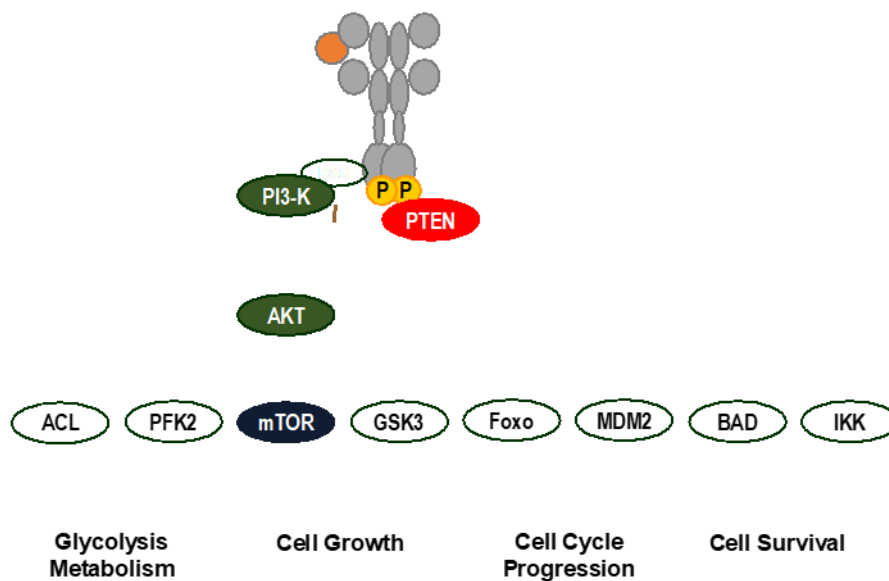 PI3-K
P P
PTEN
AKT
ACL PFK2 mTOR GSK3 Foxo MDM2 BAD IKK
Glycolysis
Metabolism
Cell Growth
Cell Cycle
Progression
Cell Survival